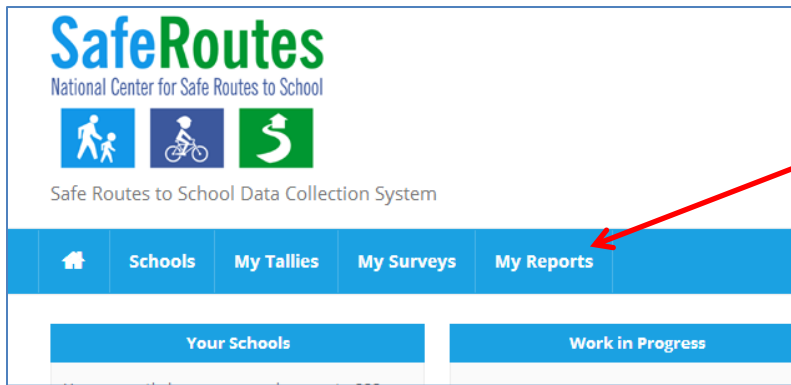 SafeRoutes
National Center for Safe Routes to School
Safe Routes to School Data Collection System
Schools My Tallies My Surveys My Reports
Your Schools Work in Progress